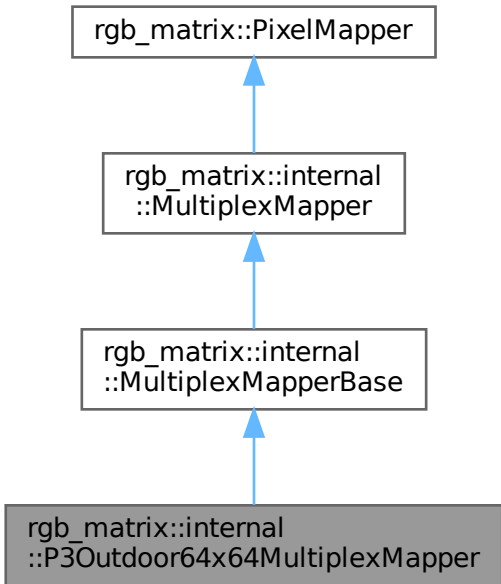 rgb_matrix::PixelMapper
rgb_matrix::internal
::MultiplexMapper
rgb_matrix::internal
::MultiplexMapperBase
rgb_matrix::internal
::P3Outdoor64x64MultiplexMapper